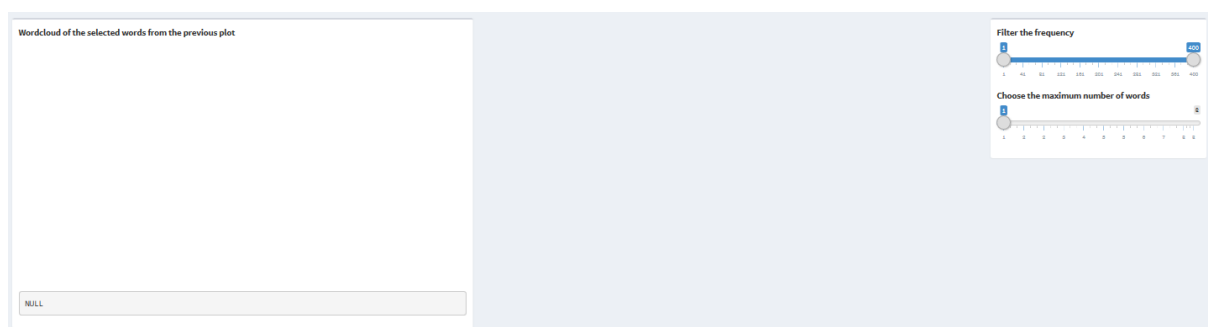 Wordcloud of the selected words from the previous plot
NULL
Filter the frequency
1 400
1 41 81 121 161 201 241 281 321 361 400
Choose the maximum number of words
1
1 2 3 4 5 6 7